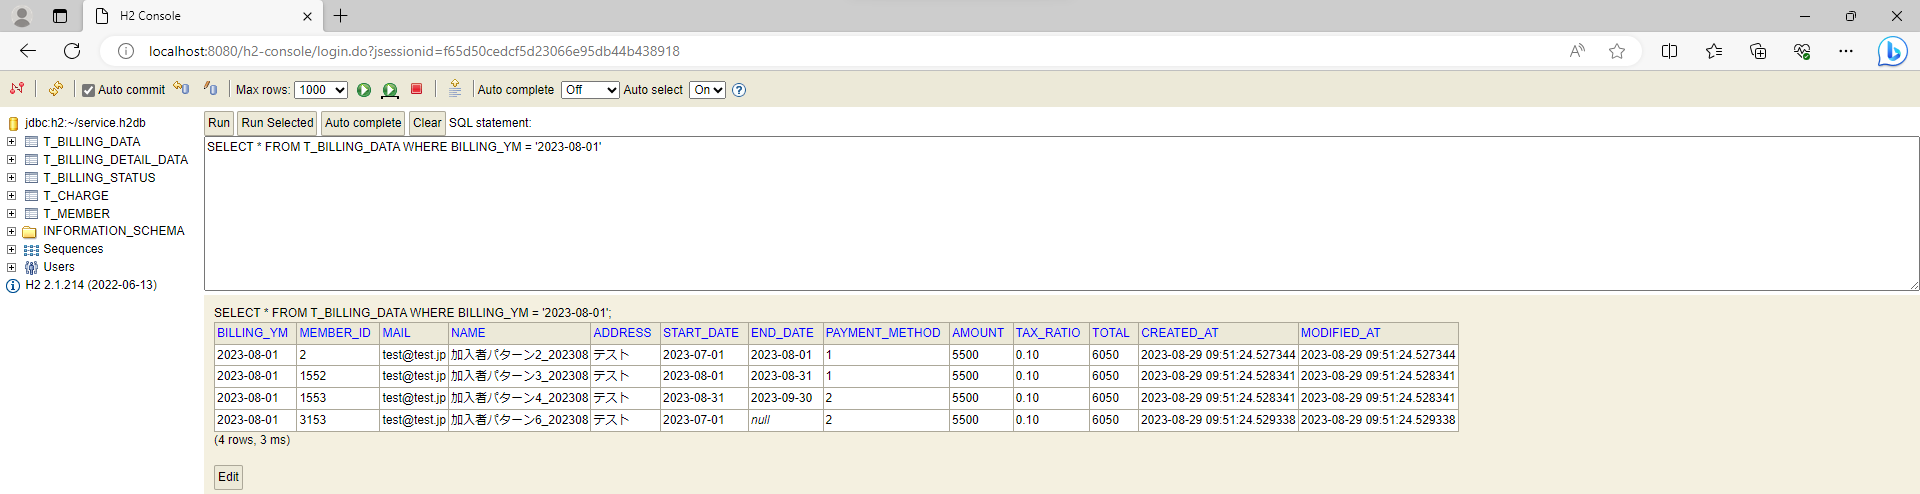 H2 Console
localhost:8080/h2-console/login.do?jsessionid=f65d50cedcf5d23066e95db44b438918
Auto commit Max rows: 1000 Auto complete Off Auto select On
jdbc:h2:~/service.h2db
T_BILLING_DATA
T_BILLING_DETAIL_DATA
T_BILLING_STATUS
T_CHARGE
T_MEMBER
INFORMATION_SCHEMA
Sequences
Users
H2 2.1.214 (2022-06-13)
Run Run Selected Auto complete Clear SQL statement:
SELECT * FROM T_BILLING_DATA WHERE BILLING_YM = '2023-08-01'
SELECT * FROM T_BILLING_DATA WHERE BILLING_YM = '2023-08-01';
BILLING_YM MEMBER_ID MAIL NAME ADDRESS START_DATE END_DATE PAYMENT_METHOD AMOUNT TAX_RATIO TOTAL CREATED_AT MODIFIED_AT
2023-08-01 2 test@test.jp 加入者パターン2_202308 テスト 2023-07-01 2023-08-01 1 5500 0.10 6050 2023-08-29 09:51:24.527344 2023-08-29 09:51:24.527344
2023-08-01 1552 test@test.jp 加入者パターン3_202308 テスト 2023-08-01 2023-08-31 1 5500 0.10 6050 2023-08-29 09:51:24.528341 2023-08-29 09:51:24.528341
2023-08-01 1553 test@test.jp 加入者パターン4_202308 テスト 2023-08-31 2023-09-30 2 5500 0.10 6050 2023-08-29 09:51:24.528341 2023-08-29 09:51:24.528341
2023-08-01 3153 test@test.jp 加入者パターン6_202308 テスト 2023-07-01 null 2 5500 0.10 6050 2023-08-29 09:51:24.529338 2023-08-29 09:51:24.529338
(4 rows, 3 ms)
Edit